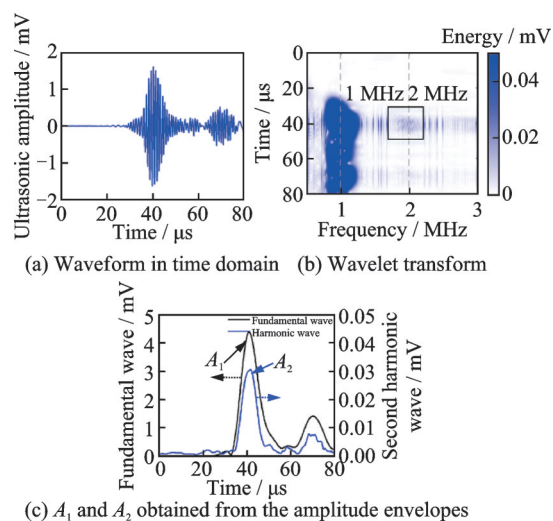 Energy / mV
Ultrasonic amplitude / mV
2
1
0
−1
−2
0 20 40 60 80
Time / μs
Time / μs
0
20
40
60
80
1 MHz 2 MHz
1 2 3
Frequency / MHz
0.04
0.02
0
(a) Waveform in time domain (b) Wavelet transform
Fundamental wave / mV
5
4
3
2
1
0
Fundamental wave
Harmonic wave
A1
A2
0.05
0.04
0.03
0.02
0.01
0.00
Second harmonic
wave / mV
0 20 40 60 80
Time / μs
(c) A1 and A2 obtained from the amplitude envelopes